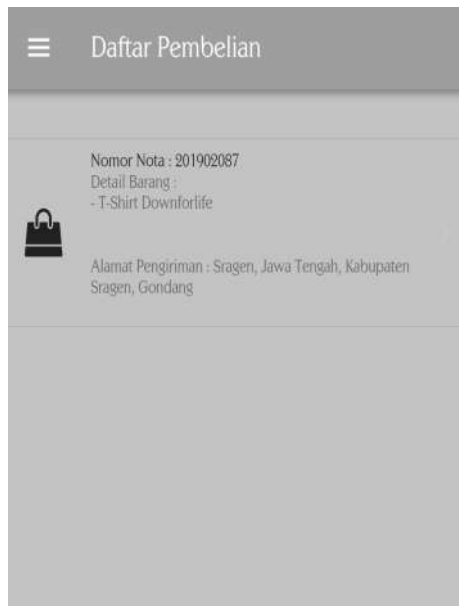 Daftar Pembelian
Nomor Nota : 201902087
Detail Barang :
- T-Shirt Downforlife
Alamat Pengiriman : Sragen, Jawa Tengah, Kabupaten
Sragen, Gondang